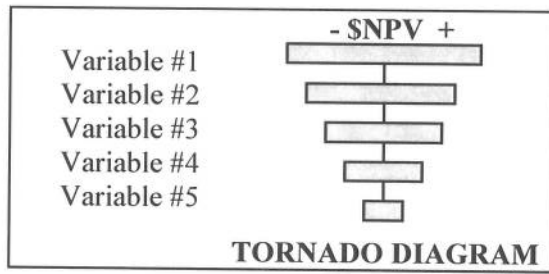 - $NPV +
Variable #1
Variable #2
Variable #3
Variable #4
Variable #5
TORNADO DIAGRAM